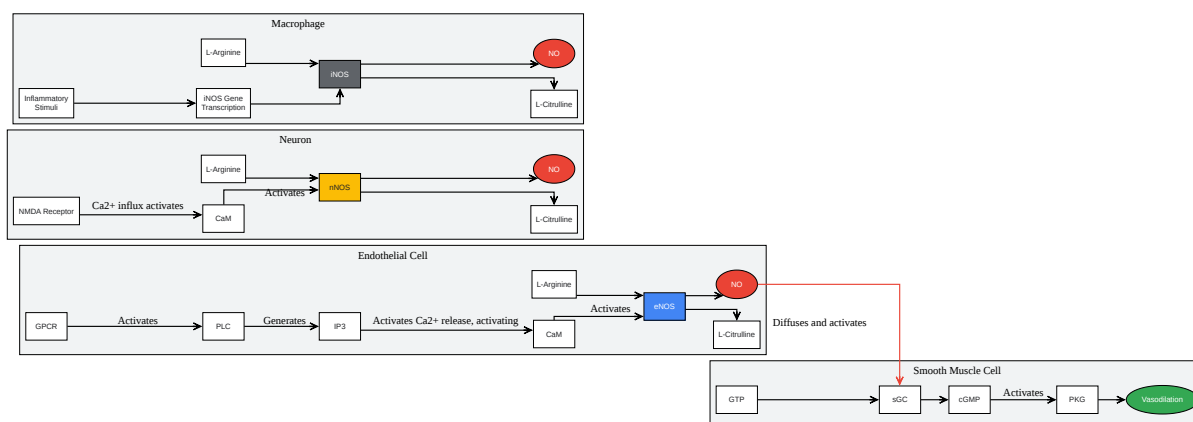 Macrophage
L-Arginine
NO
iNOS
Inflammatory
Stimuli
iNOS Gene
Transcription
L-Citrulline
Neuron
L-Arginine
NO
nNOS
Activates
NMDA Receptor
Ca2+ influx activates
CaM
L-Citrulline
Endothelial Cell
L-Arginine
NO
eNOS
Activates
GPCR
Activates
PLC
Generates
IP3
Activates Ca2+ release, activating
CaM
L-Citrulline
Diffuses and activates
Smooth Muscle Cell
GTP
sGC
cGMP
Activates
PKG
Vasodilation